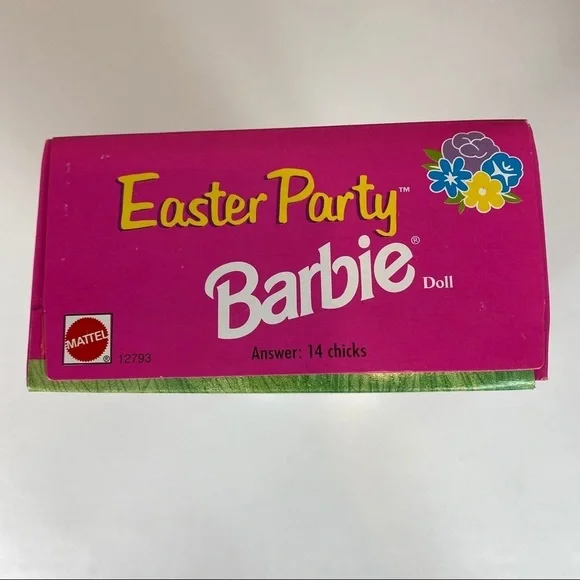 Easter Party™
Barbie® Doll
MATTEL®
12793
Answer: 14 chicks